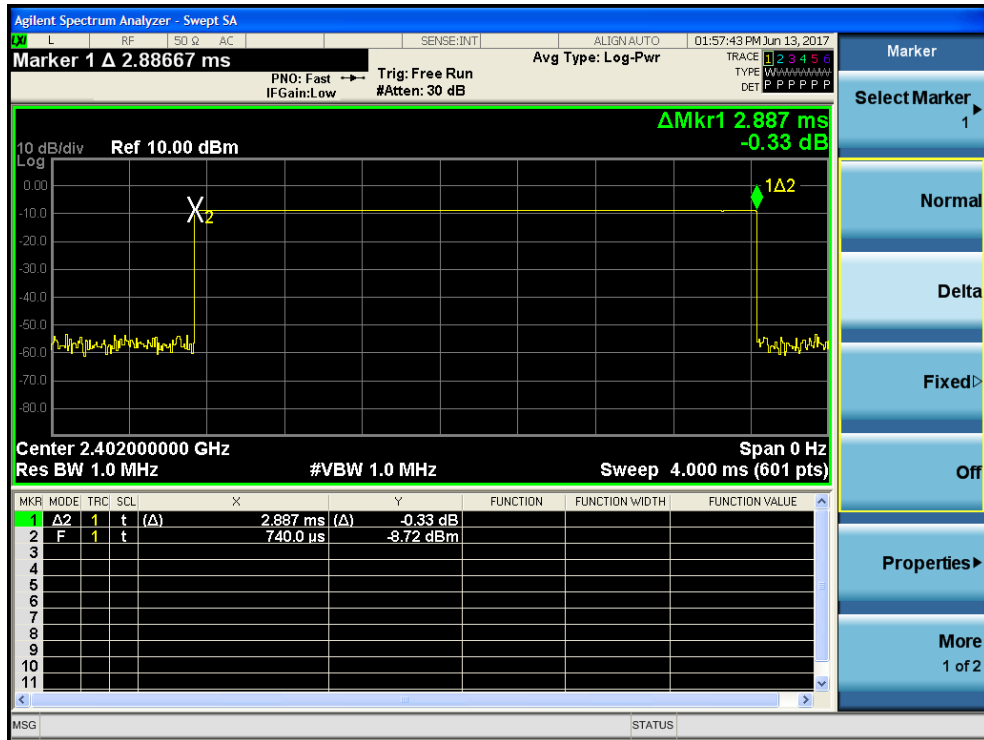 Agilent Spectrum Analyzer - Swept SA
LXI L RF 50 Ω AC SENSE:INT ALIGN AUTO 01:57:43 PM Jun 13, 2017
Marker 1 Δ 2.88667 ms
PNO: Fast
IFGain:Low
Trig: Free Run
#Atten: 30 dB
Avg Type: Log-Pwr
TRACE 1 2 3 4 5 6
TYPE W
DET P P P P P P
ΔMkr1 2.887 ms
-0.33 dB
10 dB/div Ref 10.00 dBm
Log
0.00
-10.0
-20.0
-30.0
-40.0
-50.0
-60.0
-70.0
-80.0
2
1Δ2
Center 2.402000000 GHz Span 0 Hz
Res BW 1.0 MHz #VBW 1.0 MHz Sweep 4.000 ms (601 pts)
MKR MODE TRC SCL X Y FUNCTION FUNCTION WIDTH FUNCTION VALUE
1 Δ2 1 t (Δ) 2.887 ms (Δ) -0.33 dB
2 F 1 t 740.0 µs -8.72 dBm
3
4
5
6
7
8
9
10
11
MSG STATUS
Marker
Select Marker
1
Normal
Delta
Fixed
Off
Properties
More
1 of 2